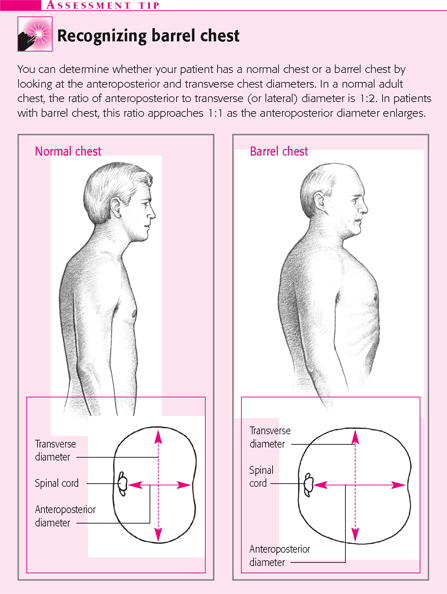 ASSESSMENT TIP
Recognizing barrel chest
You can determine whether your patient has a normal chest or a barrel chest by
looking at the anteroposterior and transverse chest diameters. In a normal adult
chest, the ratio of anteroposterior to transverse (or lateral) diameter is 1:2. In patients
with barrel chest, this ratio approaches 1:1 as the anteroposterior diameter enlarges.
Normal chest
Transverse
diameter
Spinal cord
Anteroposterior
diameter
Barrel chest
Transverse
diameter
Spinal
cord
Anteroposterior
diameter